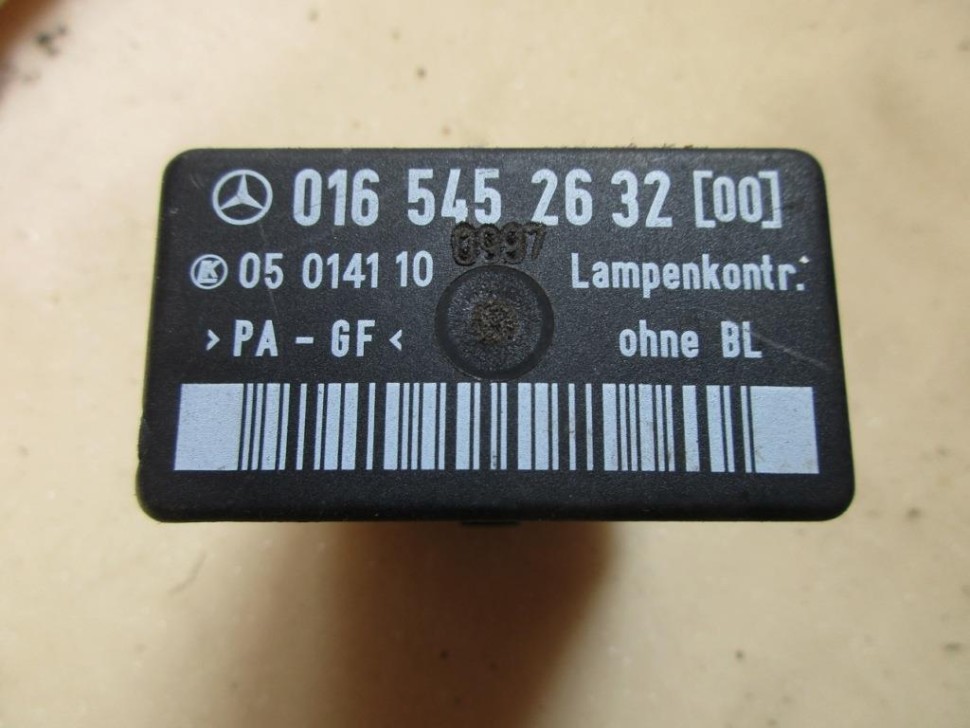 016 545 26 32 [00]
0997
K 05 0141 10 Lampenkontr.
> PA - GF < ohne BL